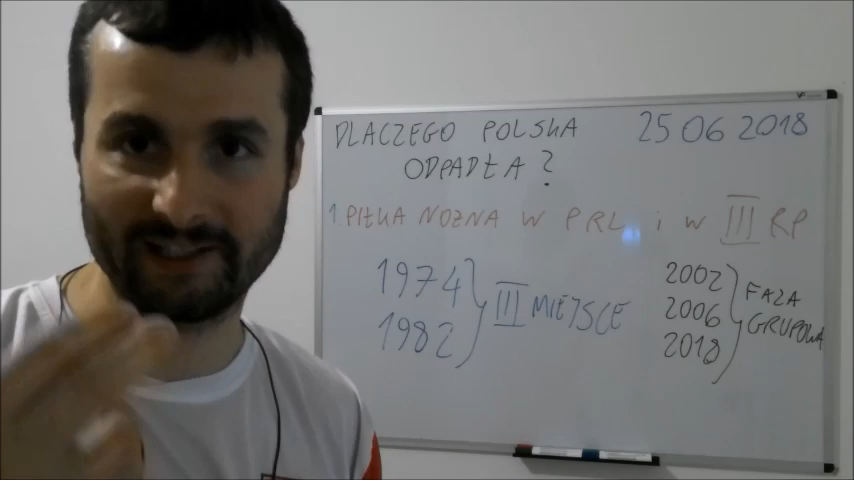 DLACZEGO POLSKA 25 06 2018
ODPADŁA?
1 PIŁKA NOŻNA W PRL i W III RP
1974
1982
III MIEJSCE
2002
2006
2018
FAZA
GRUPOWA